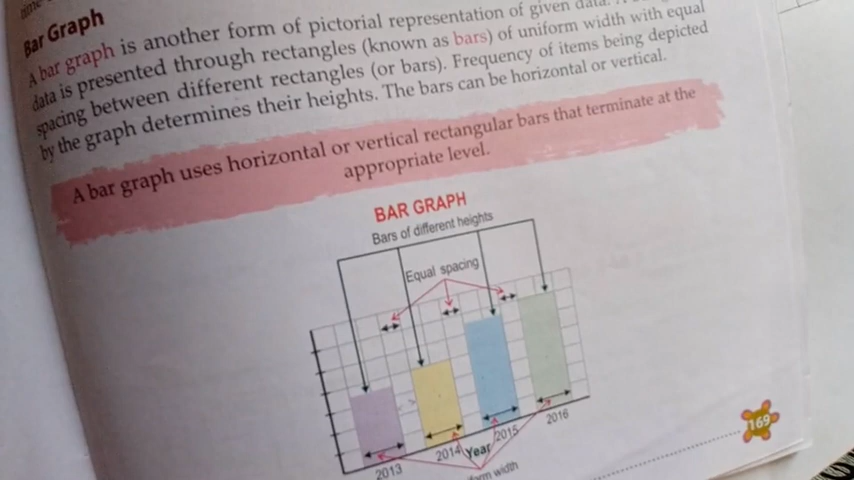 time
Bar Graph
A bar graph is another form of pictorial representation of given data. A
data is presented through rectangles (known as bars) of uniform width with equal
spacing between different rectangles (or bars). Frequency of items being depicted
by the graph determines their heights. The bars can be horizontal or vertical.
A bar graph uses horizontal or vertical rectangular bars that terminate at the
appropriate level.
BAR GRAPH
Bars of different heights
Equal spacing
2013 2014 Year 2015 2016
width
169